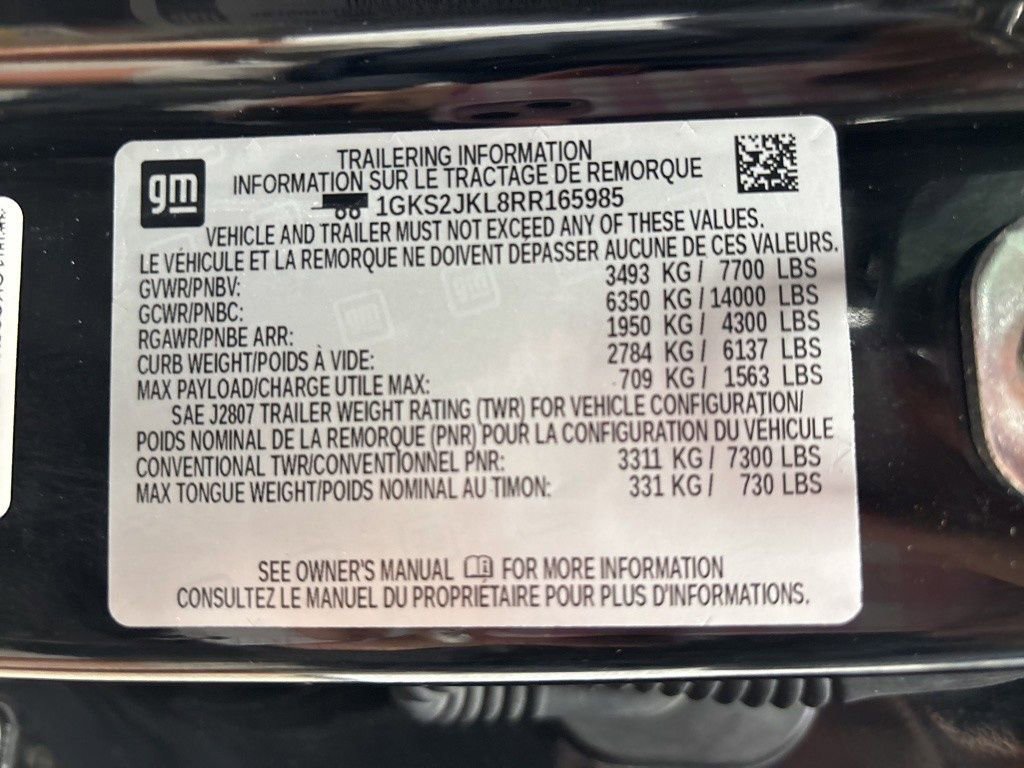 gm
TRAILERING INFORMATION
INFORMATION SUR LE TRACTAGE DE REMORQUE
1GKS2JKL8RR165985
VEHICLE AND TRAILER MUST NOT EXCEED ANY OF THESE VALUES.
LE VÉHICULE ET LA REMORQUE NE DOIVENT DÉPASSER AUCUNE DE CES VALEURS.
GVWR/PNBV: 3493 KG / 7700 LBS
GCWR/PNBC: 6350 KG / 14000 LBS
RGAWR/PNBE ARR: 1950 KG / 4300 LBS
CURB WEIGHT/POIDS À VIDE: 2784 KG / 6137 LBS
MAX PAYLOAD/CHARGE UTILE MAX: 709 KG / 1563 LBS
SAE J2807 TRAILER WEIGHT RATING (TWR) FOR VEHICLE CONFIGURATION/
POIDS NOMINAL DE LA REMORQUE (PNR) POUR LA CONFIGURATION DU VEHICULE
CONVENTIONAL TWR/CONVENTIONNEL PNR: 3311 KG / 7300 LBS
MAX TONGUE WEIGHT/POIDS NOMINAL AU TIMON: 331 KG / 730 LBS
SEE OWNER'S MANUAL FOR MORE INFORMATION
CONSULTEZ LE MANUEL DU PROPRIÉTAIRE POUR PLUS D'INFORMATIONS.